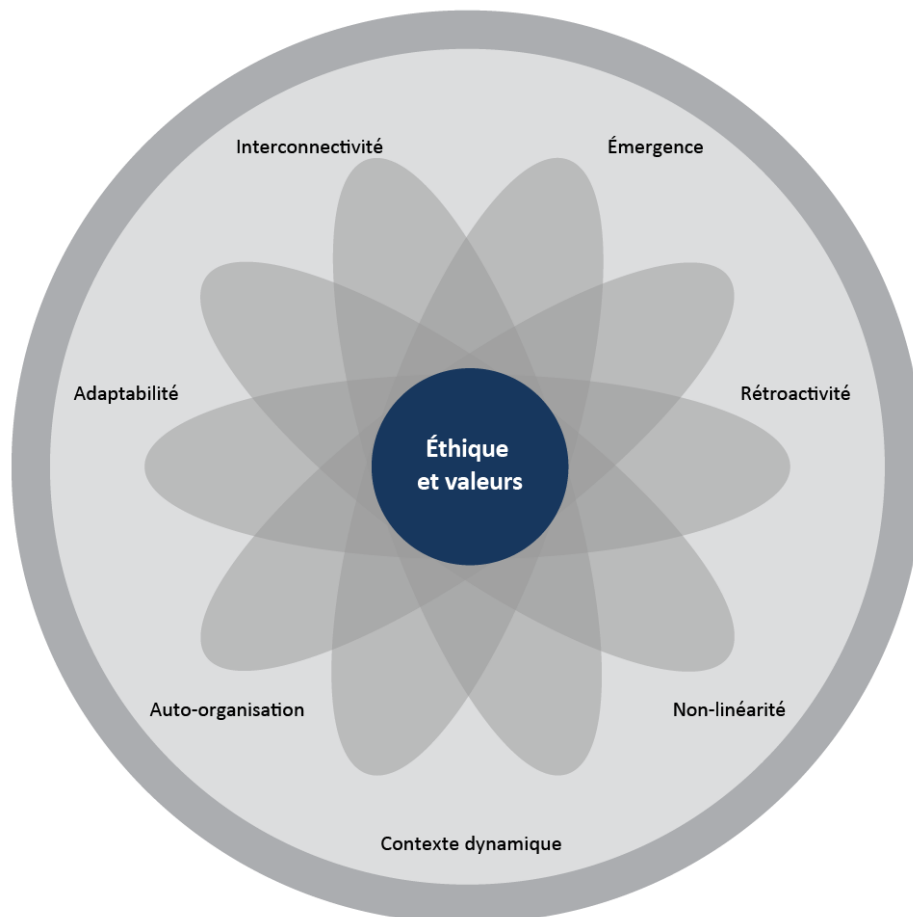 Interconnectivité
Émergence
Adaptabilité
Rétroactivité
Éthique
et valeurs
Auto-organisation
Non-linéarité
Contexte dynamique